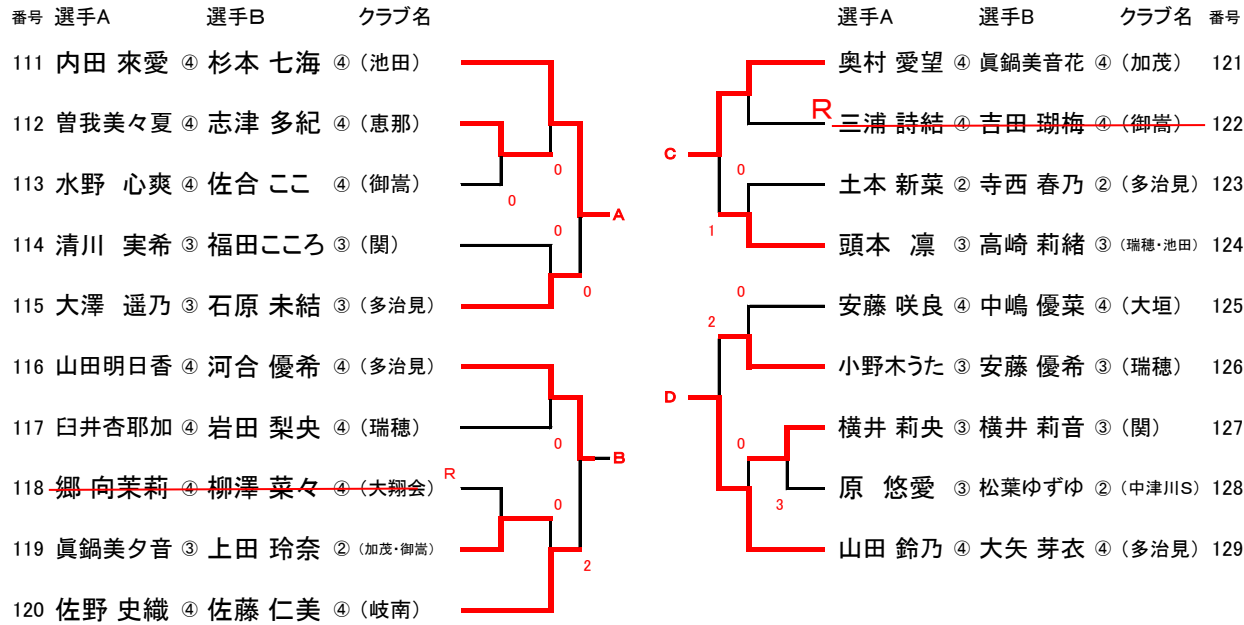 番号 選手A 選手B クラブ名
111 内田 來愛 ④ 杉本 七海 ④ (池田)
112 曽我美々夏 ④ 志津 多紀 ④ (恵那)
113 水野 心爽 ④ 佐合 ここ ④ (御嵩)
114 清川 実希 ③ 福田こころ ③ (関)
115 大澤 遥乃 ③ 石原 未結 ③ (多治見)
116 山田明日香 ④ 河合 優希 ④ (多治見)
117 臼井杏耶加 ④ 岩田 梨央 ④ (瑞穂)
118 郷 向茉莉 ④ 柳澤 菜々 ④ (大翔会)
119 眞鍋美夕音 ③ 上田 玲奈 ② (加茂・御嵩)
120 佐野 史織 ④ 佐藤 仁美 ④ (岐南)
0
0
0
A
0
0
B
R
0
2
選手A 選手B クラブ名 番号
奥村 愛望 ④ 眞鍋美音花 ④ (加茂) 121
R 三浦 詩結 ④ 吉田 瑚梅 ④ (御嵩) 122
土本 新菜 ② 寺西 春乃 ② (多治見) 123
頭本 凛 ③ 高崎 莉緒 ③ (瑞穂・池田) 124
安藤 咲良 ④ 中嶋 優菜 ④ (大垣) 125
小野木うた ③ 安藤 優希 ③ (瑞穂) 126
横井 莉央 ③ 横井 莉音 ③ (関) 127
原 悠愛 ③ 松葉ゆずゆ ② (中津川S) 128
山田 鈴乃 ④ 大矢 芽衣 ④ (多治見) 129
C
0
1
0
2
D
0
3